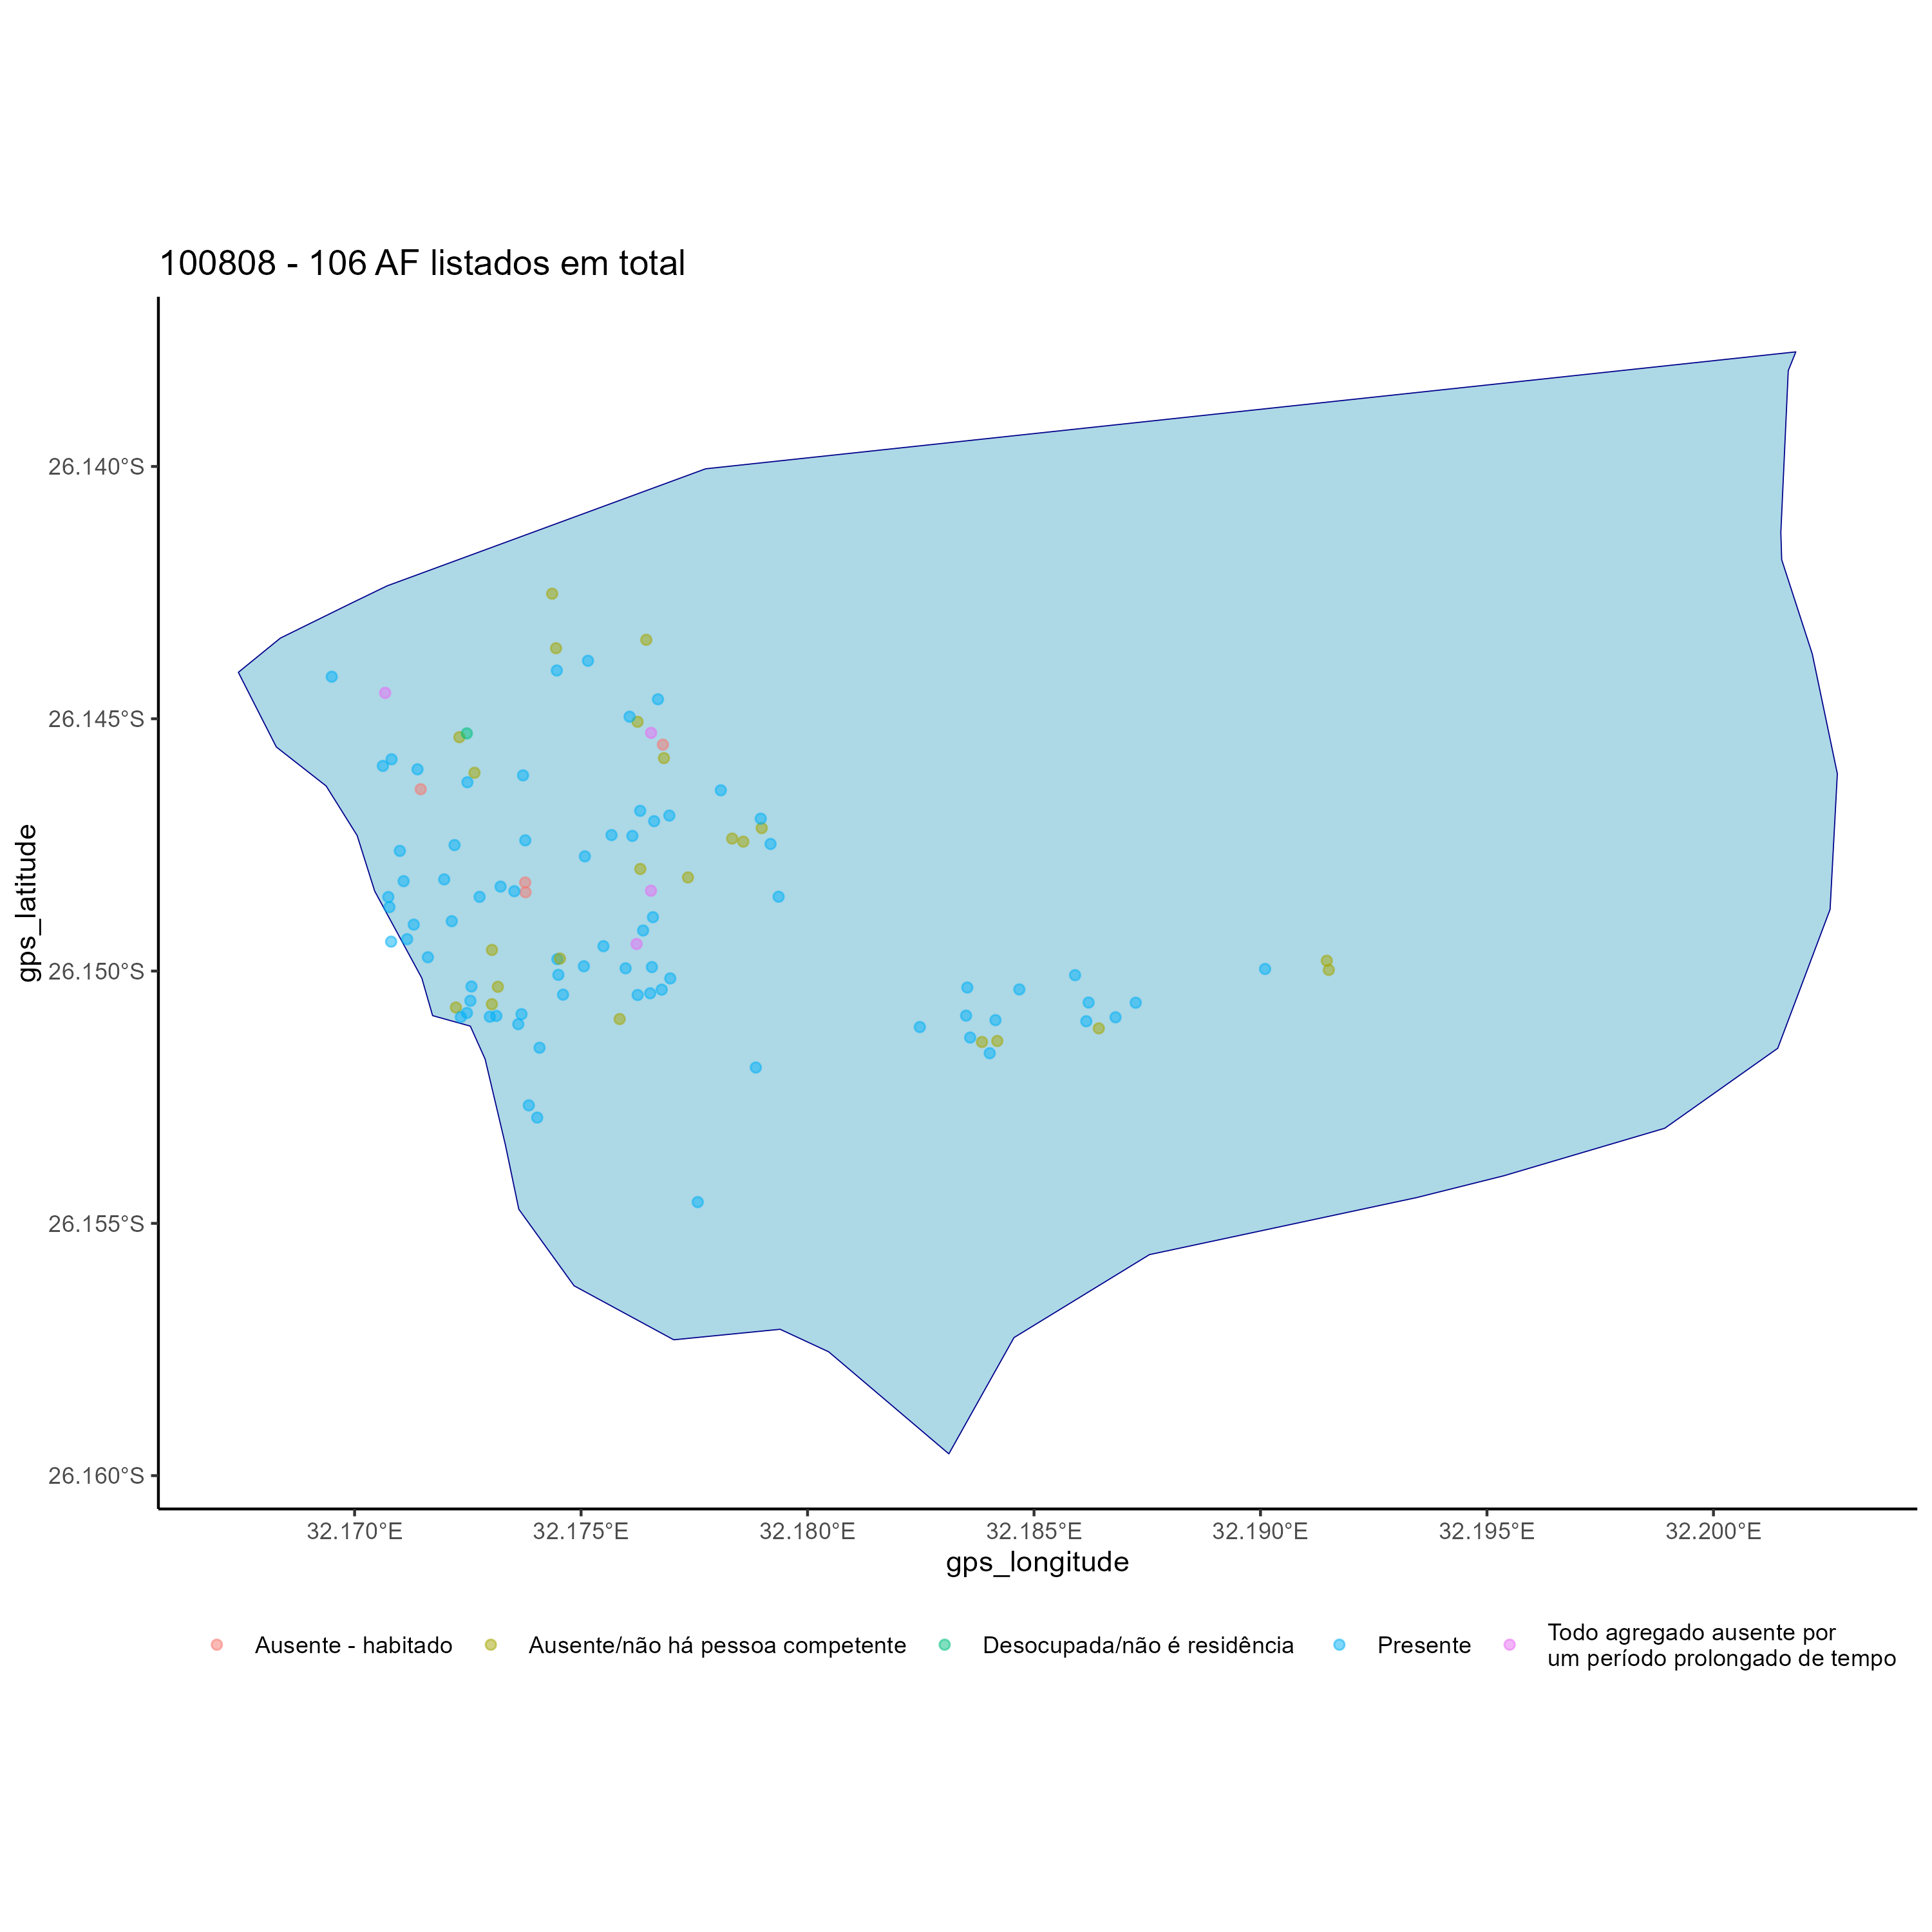 100808 - 106 AF listados em total
gps_latitude
26.140°S
26.145°S
26.150°S
26.155°S
26.160°S
32.170°E
32.175°E
32.180°E
32.185°E
32.190°E
32.195°E
32.200°E
gps_longitude
Ausente - habitado
Ausente/não há pessoa competente
Desocupada/não é residência
Presente
Todo agregado ausente por
um período prolongado de tempo